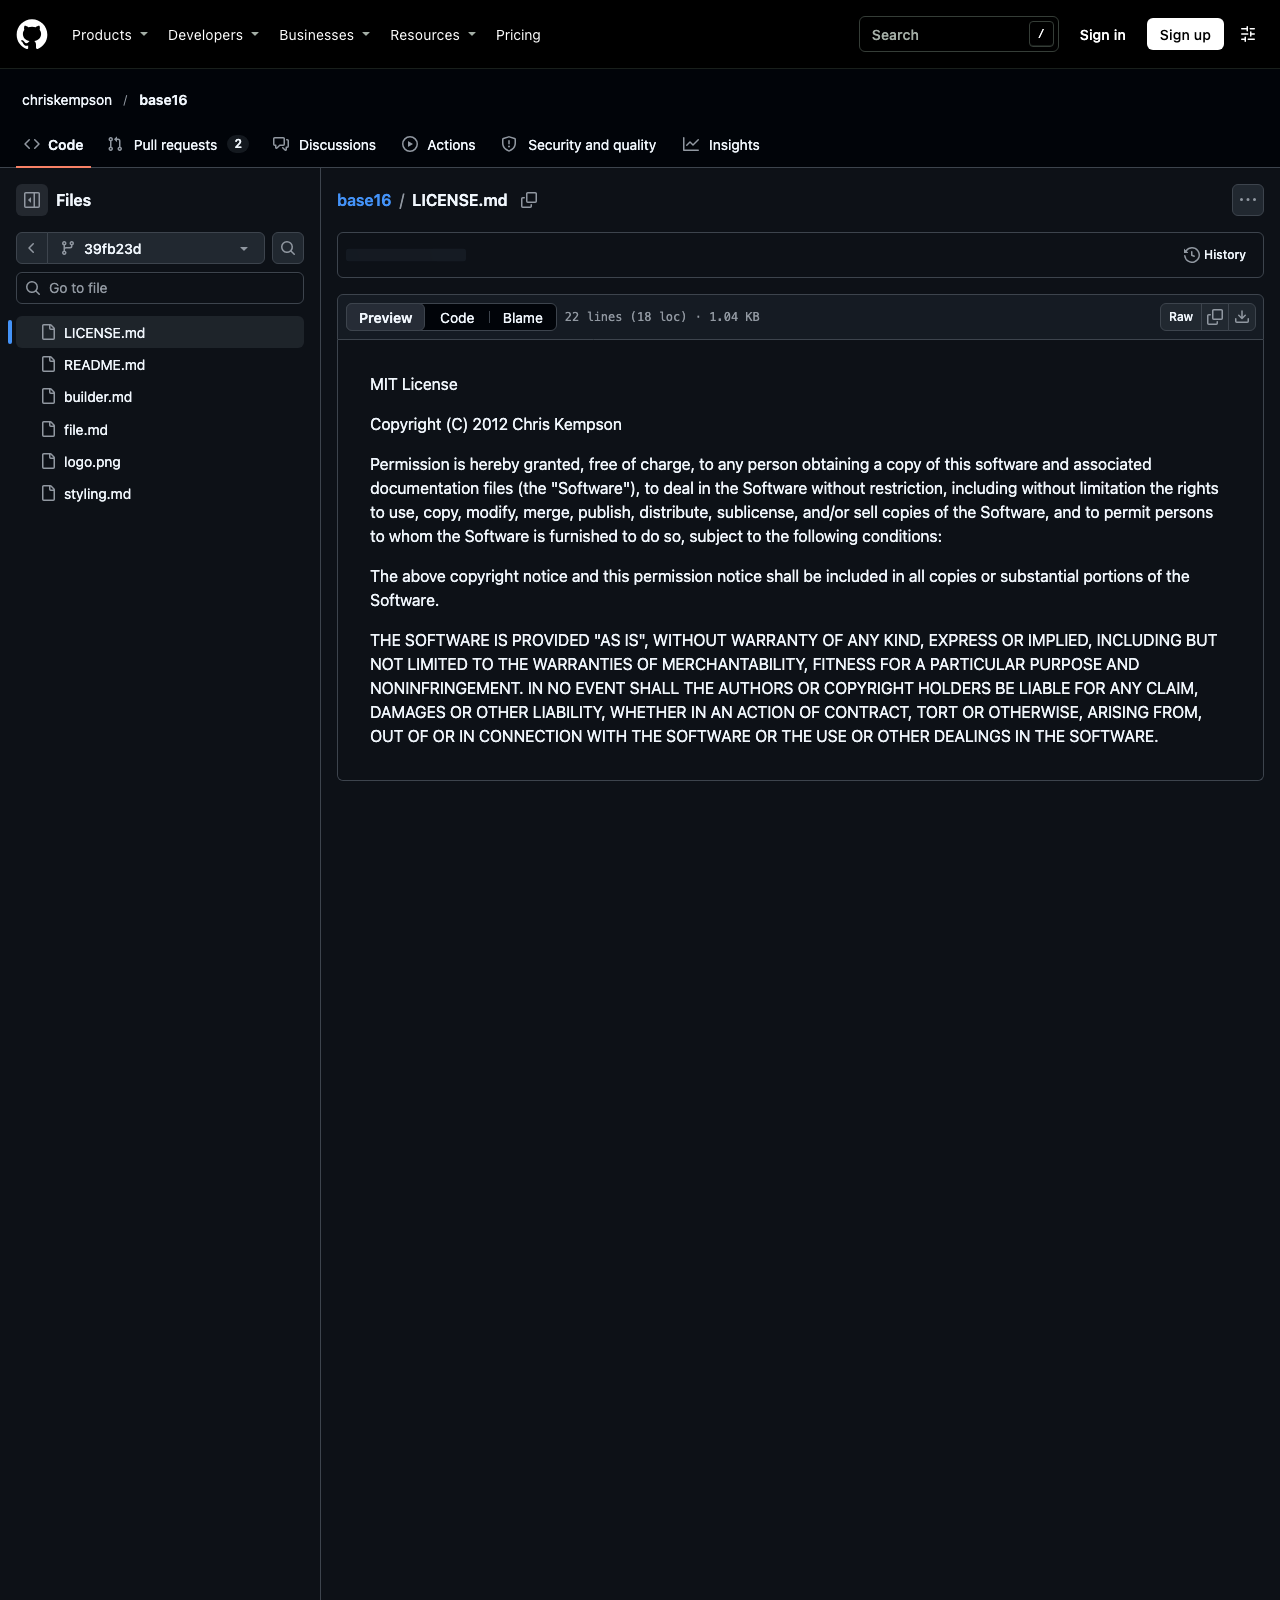 Products Developers Businesses Resources Pricing Search / Sign in Sign up
chriskempson / base16
Code Pull requests 2 Discussions Actions Security and quality Insights
Files
39fb23d
Go to file
LICENSE.md
README.md
builder.md
file.md
logo.png
styling.md
base16 / LICENSE.md
History
Preview Code Blame 22 lines (18 loc) · 1.04 KB Raw
MIT License
Copyright (C) 2012 Chris Kempson
Permission is hereby granted, free of charge, to any person obtaining a copy of this software and associated
documentation files (the "Software"), to deal in the Software without restriction, including without limitation the rights
to use, copy, modify, merge, publish, distribute, sublicense, and/or sell copies of the Software, and to permit persons
to whom the Software is furnished to do so, subject to the following conditions:
The above copyright notice and this permission notice shall be included in all copies or substantial portions of the
Software.
THE SOFTWARE IS PROVIDED "AS IS", WITHOUT WARRANTY OF ANY KIND, EXPRESS OR IMPLIED, INCLUDING BUT
NOT LIMITED TO THE WARRANTIES OF MERCHANTABILITY, FITNESS FOR A PARTICULAR PURPOSE AND
NONINFRINGEMENT. IN NO EVENT SHALL THE AUTHORS OR COPYRIGHT HOLDERS BE LIABLE FOR ANY CLAIM,
DAMAGES OR OTHER LIABILITY, WHETHER IN AN ACTION OF CONTRACT, TORT OR OTHERWISE, ARISING FROM,
OUT OF OR IN CONNECTION WITH THE SOFTWARE OR THE USE OR OTHER DEALINGS IN THE SOFTWARE.